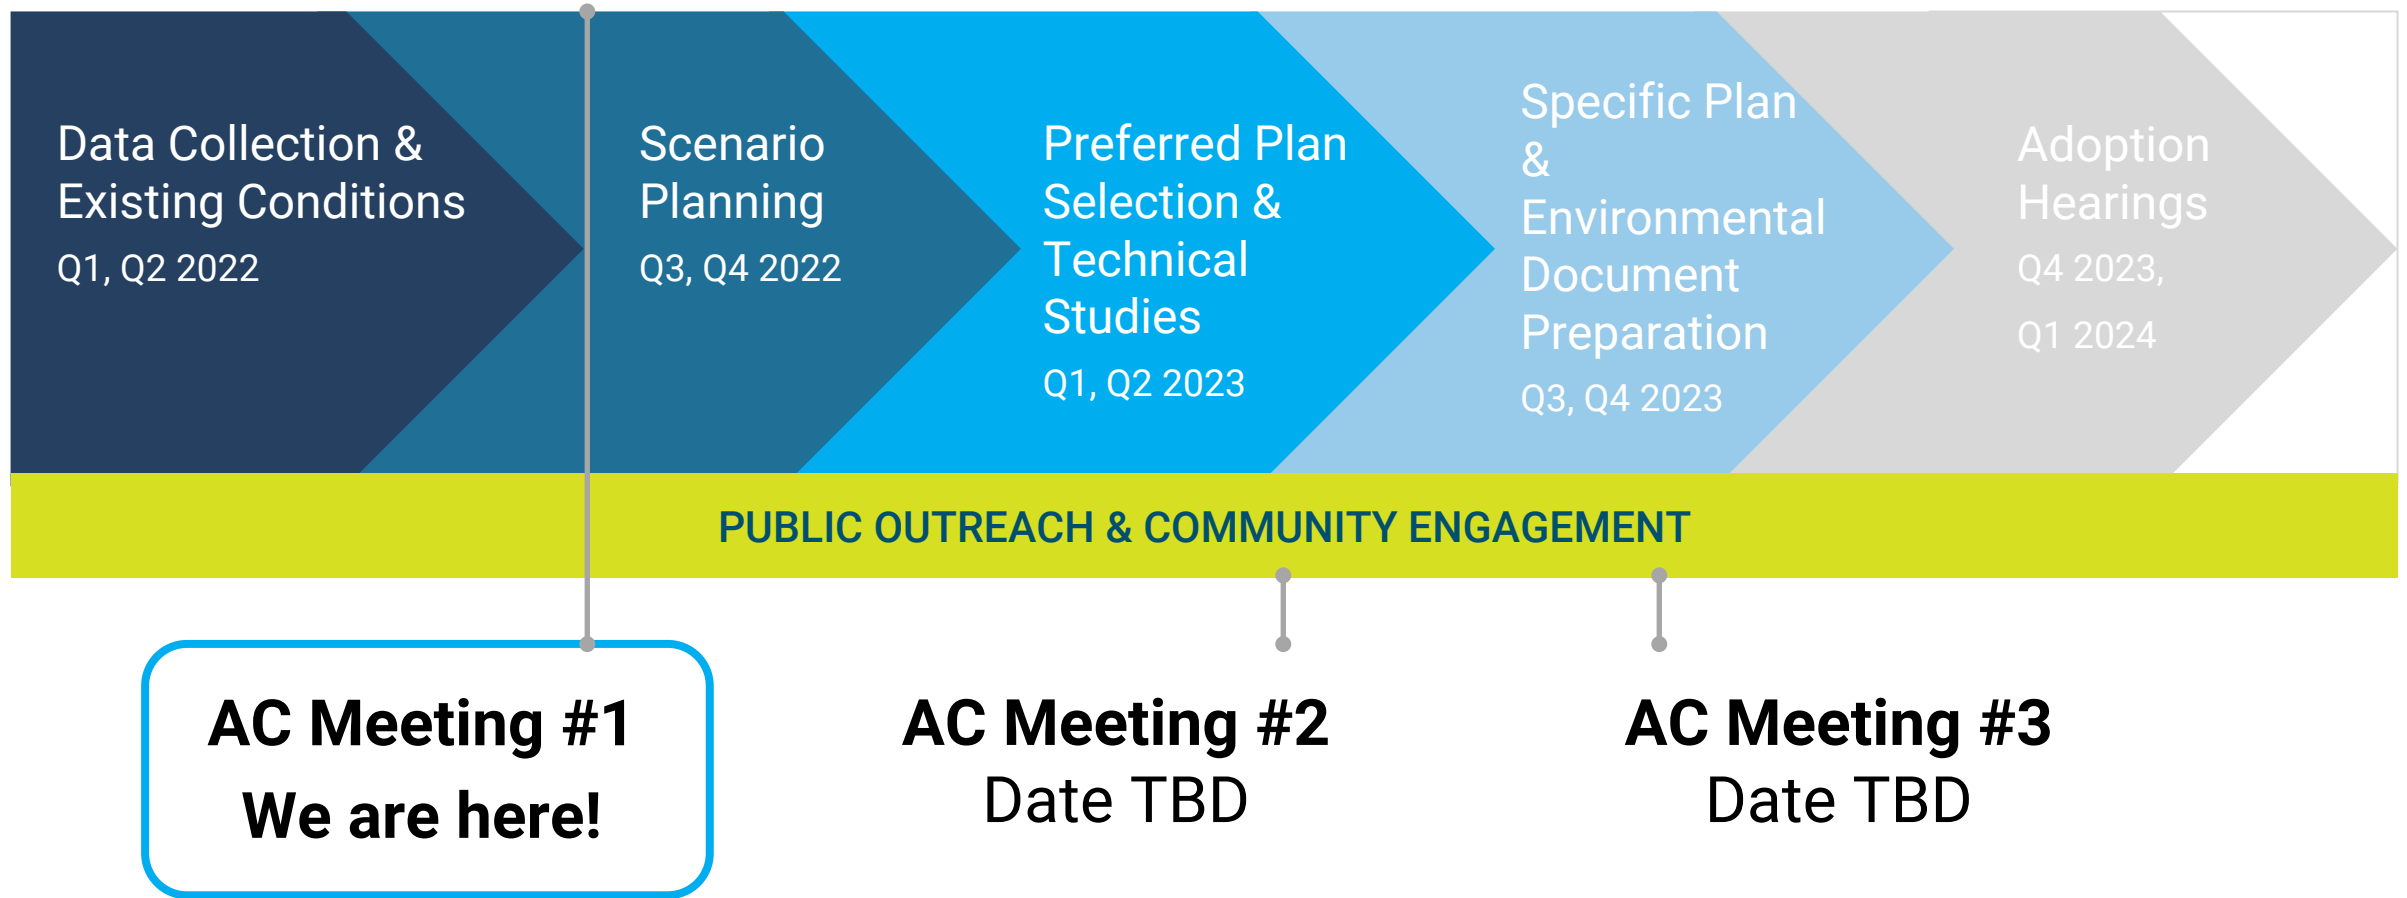 Data Collection &
Existing Conditions
Q1, Q2 2022
Scenario
Planning
Q3, Q4 2022
Preferred Plan
Selection &
Technical
Studies
Q1, Q2 2023
Specific Plan
&
Environmental
Document
Preparation
Q3, Q4 2023
Adoption
Hearings
Q4 2023,
Q1 2024
PUBLIC OUTREACH & COMMUNITY ENGAGEMENT
AC Meeting #1
We are here!
AC Meeting #2
Date TBD
AC Meeting #3
Date TBD